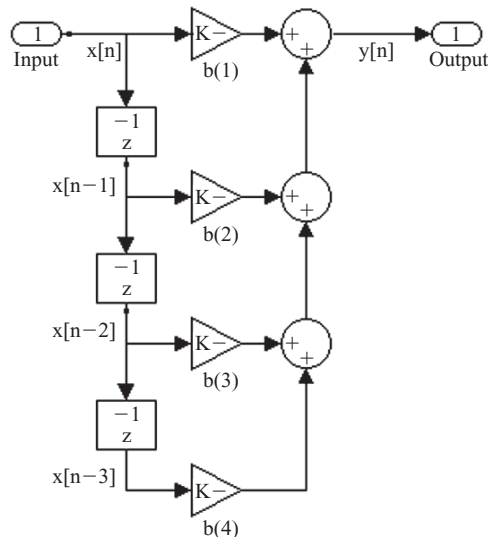 1
Input
x[n]
K−
b(1)
+
+
y[n]
1
Output
−1
z
x[n−1]
K−
b(2)
+
+
−1
z
x[n−2]
K−
b(3)
+
+
−1
z
x[n−3]
K−
b(4)